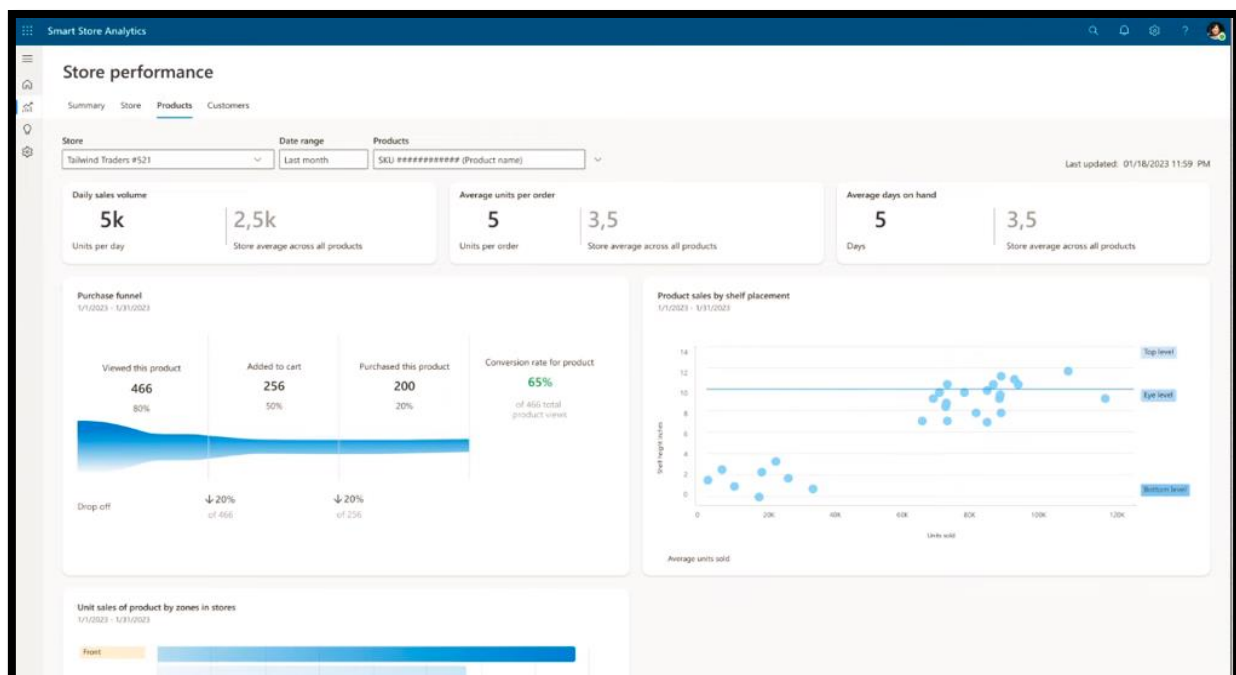 Smart Store Analytics
?
Store performance
Summary Store Products Customers
Store Date range Products
Tailwind Traders #521 Last month SKU ############ (Product name)
Last updated: 01/18/2023 11:59 PM
Daily sales volume
5k 2,5k
Units per day Store average across all products
Average units per order
5 3,5
Units per order Store average across all products
Average days on hand
5 3,5
Days Store average across all products
Purchase funnel
1/1/2023 - 1/31/2023
Viewed this product Added to cart Purchased this product Conversion rate for product
466 256 200 65%
80% 50% 20% of 466 total
product views
Drop off
20% 20%
of 466 of 256
Product sales by shelf placement
1/1/2023 - 1/31/2023
14 Top level
12
10 Eye level
8
6
4
2
0 Bottom level
Shelf height inches
0 20K 40K 60K 80K 100K 120K
Units sold
Average units sold
Unit sales of product by zones in stores
1/1/2023 - 1/31/2023
Front